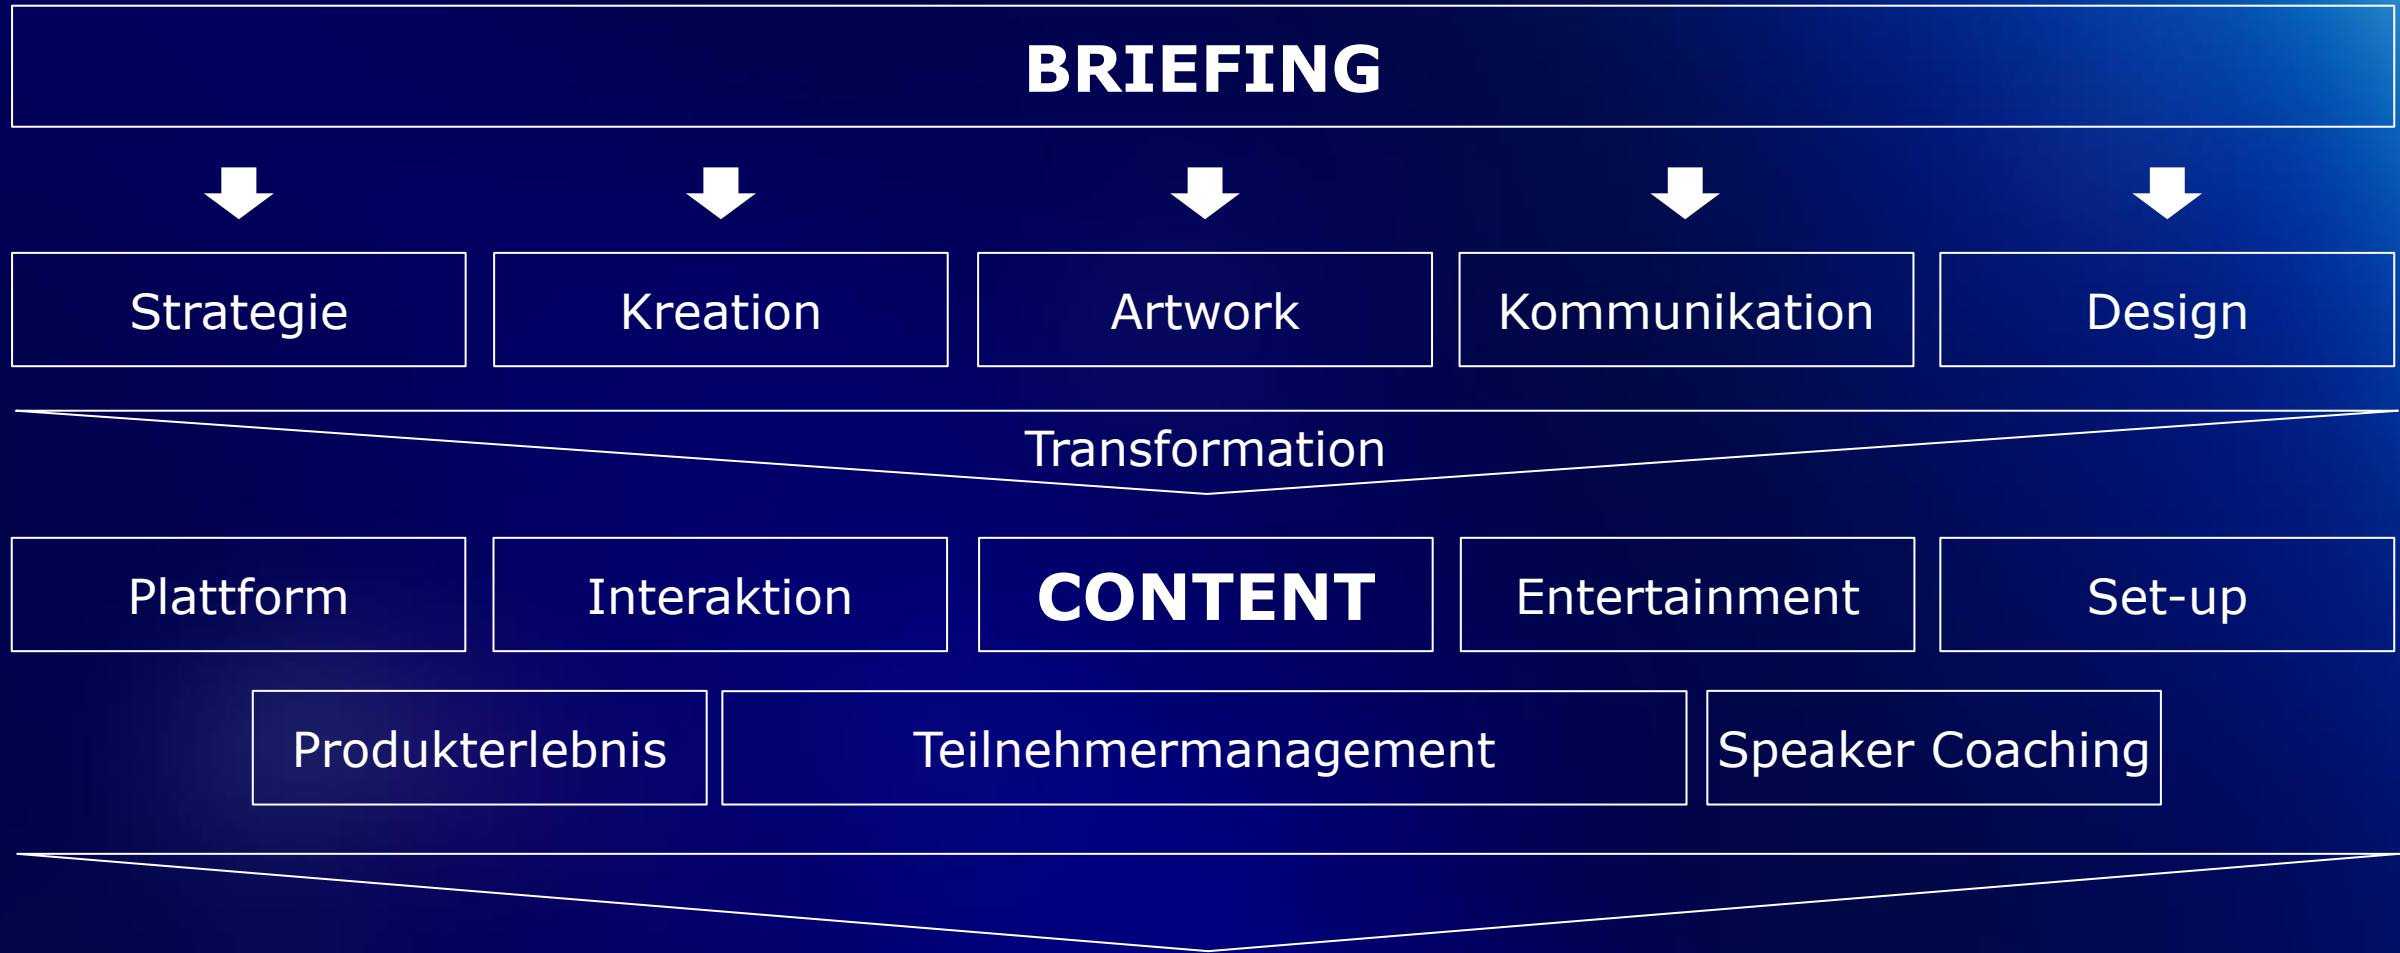 BRIEFING
Strategie
Kreation
Artwork
Kommunikation
Design
Transformation
Plattform
Interaktion
CONTENT
Entertainment
Set-up
Produkterlebnis
Teilnehmermanagement
Speaker Coaching